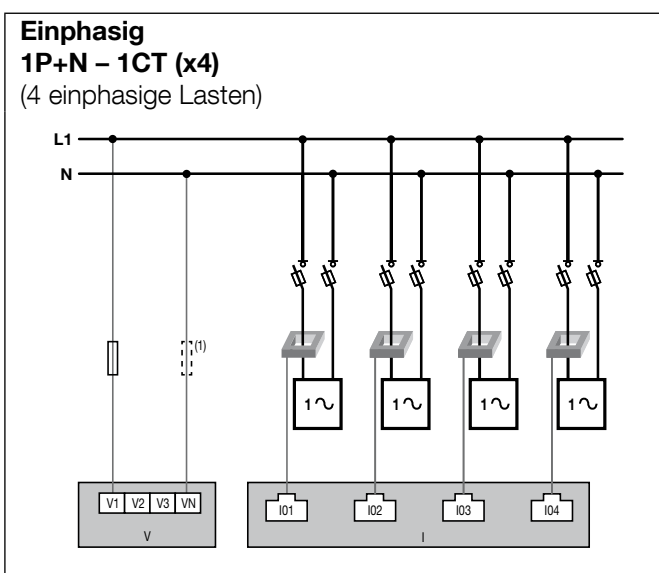 Einphasig
1P+N – 1CT (x4)
(4 einphasige Lasten)
L1
N
(1)
1 1 1 1
V1 V2 V3 VN
I01 I02 I03 I04
V
I